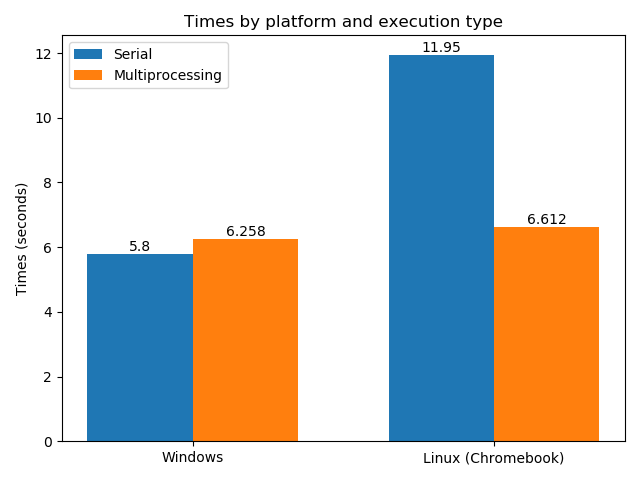 Times by platform and execution type
Serial
Multiprocessing
11.95
6.612
6.258
5.8
12
10
8
6
4
2
0
Times (seconds)
Windows
Linux (Chromebook)